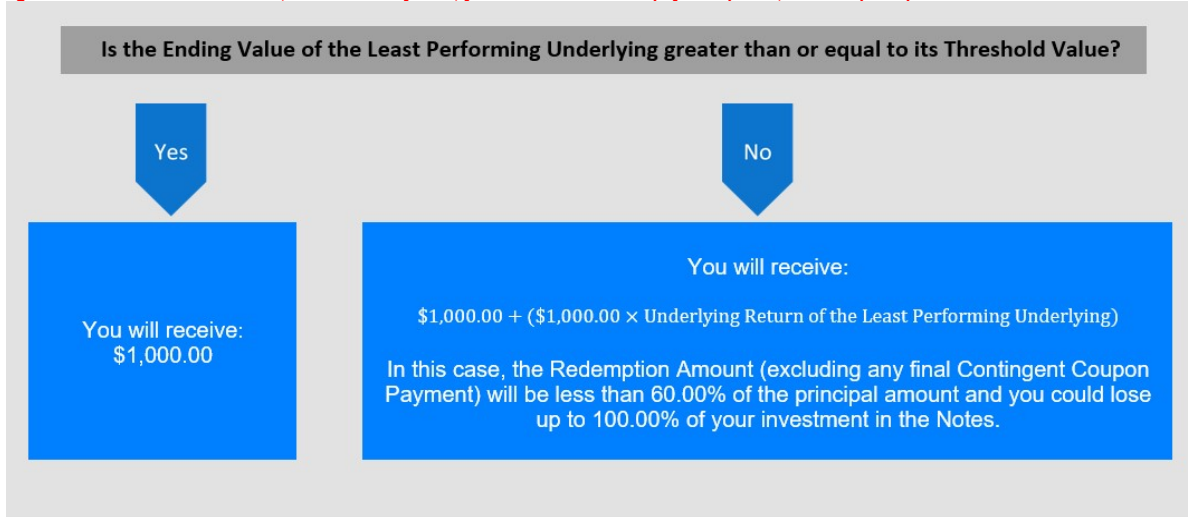 Is the Ending Value of the Least Performing Underlying greater than or equal to its Threshold Value?
Yes
No
You will receive:
$1,000.00
You will receive:
$1,000.00 + ($1,000.00 × Underlying Return of the Least Performing Underlying)
In this case, the Redemption Amount (excluding any final Contingent Coupon
Payment) will be less than 60.00% of the principal amount and you could lose
up to 100.00% of your investment in the Notes.